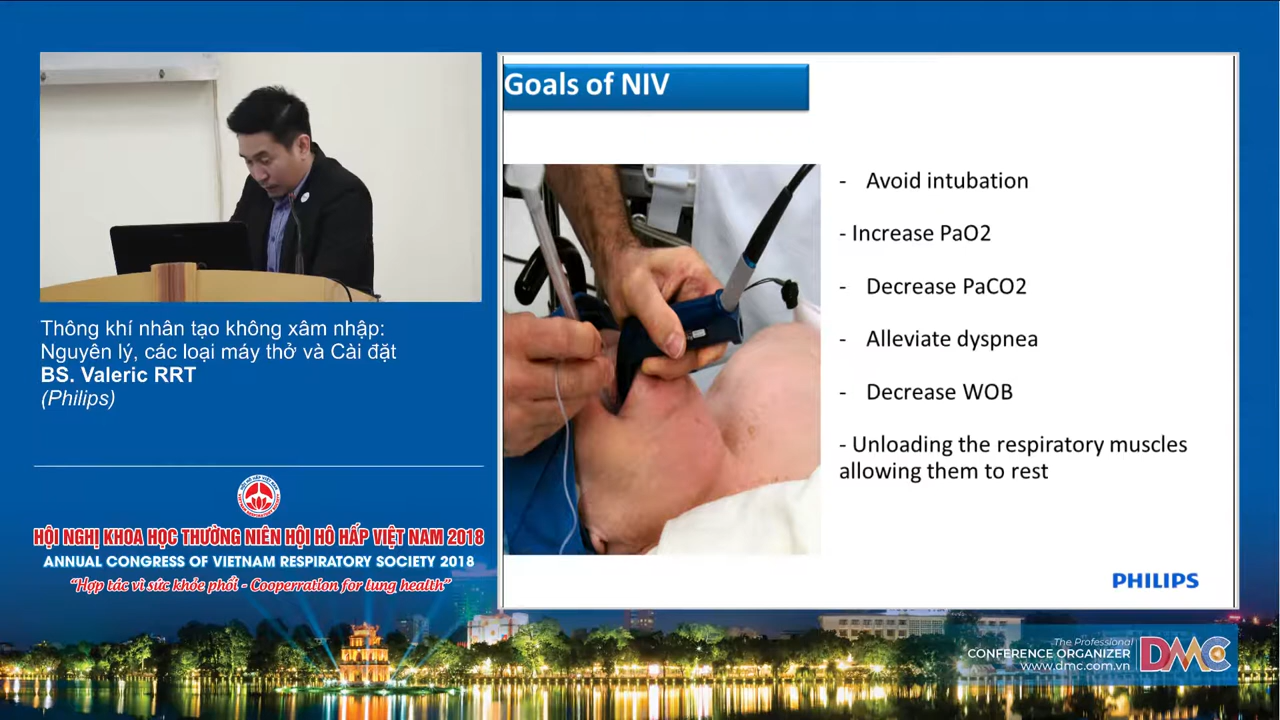 Goals of NIV
- Avoid intubation
- Increase PaO2
- Decrease PaCO2
- Alleviate dyspnea
- Decrease WOB
- Unloading the respiratory muscles
allowing them to rest
PHILIPS
Thông khí nhân tạo không xâm nhập:
Nguyên lý, các loại máy thở và Cài đặt
BS. Valeric RRT
(Philips)
HỘI NGHỊ KHOA HỌC THƯỜNG NIÊN HỘI HÔ HẤP VIỆT NAM 2018
ANNUAL CONGRESS OF VIETNAM RESPIRATORY SOCIETY 2018
"Hợp tác vì sức khỏe phổi - Cooperration for lung health"
The Professional
CONFERENCE ORGANIZER
www.dmc.com.vn
DMC